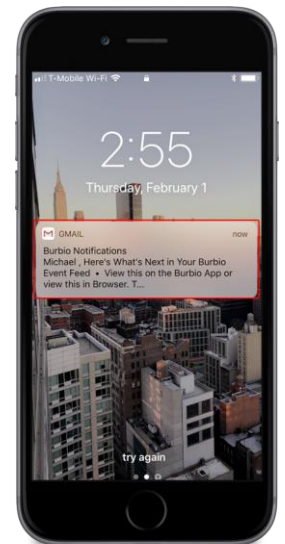 T-Mobile Wi-Fi
2:55
Thursday, February 1
GMAIL now
Burbio Notifications
Michael , Here's What's Next in Your Burbio
Event Feed • View this on the Burbio App or
view this in Browser. T...
try again